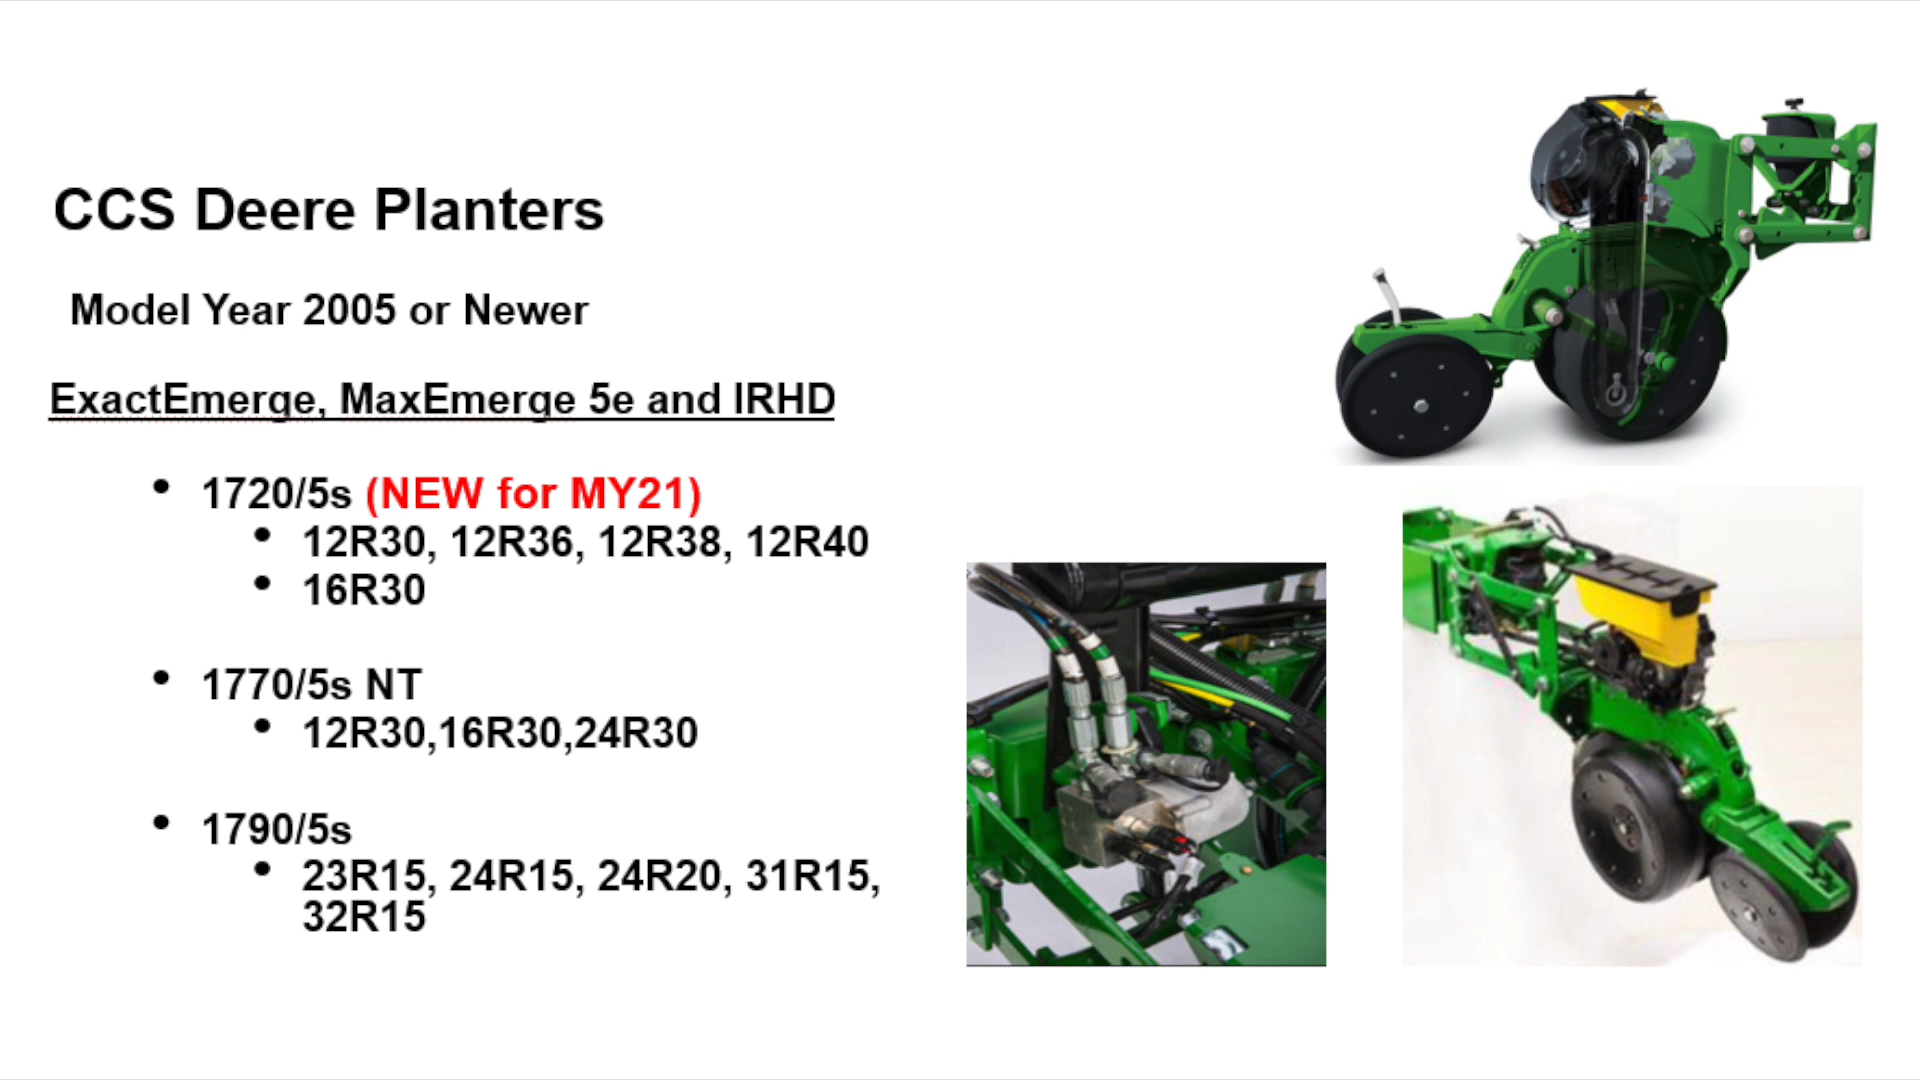 CCS Deere Planters
Model Year 2005 or Newer
ExactEmerge, MaxEmerge 5e and IRHD
• 1720/5s (NEW for MY21)
• 12R30, 12R36, 12R38, 12R40
• 16R30
• 1770/5s NT
• 12R30,16R30,24R30
• 1790/5s
• 23R15, 24R15, 24R20, 31R15,
32R15